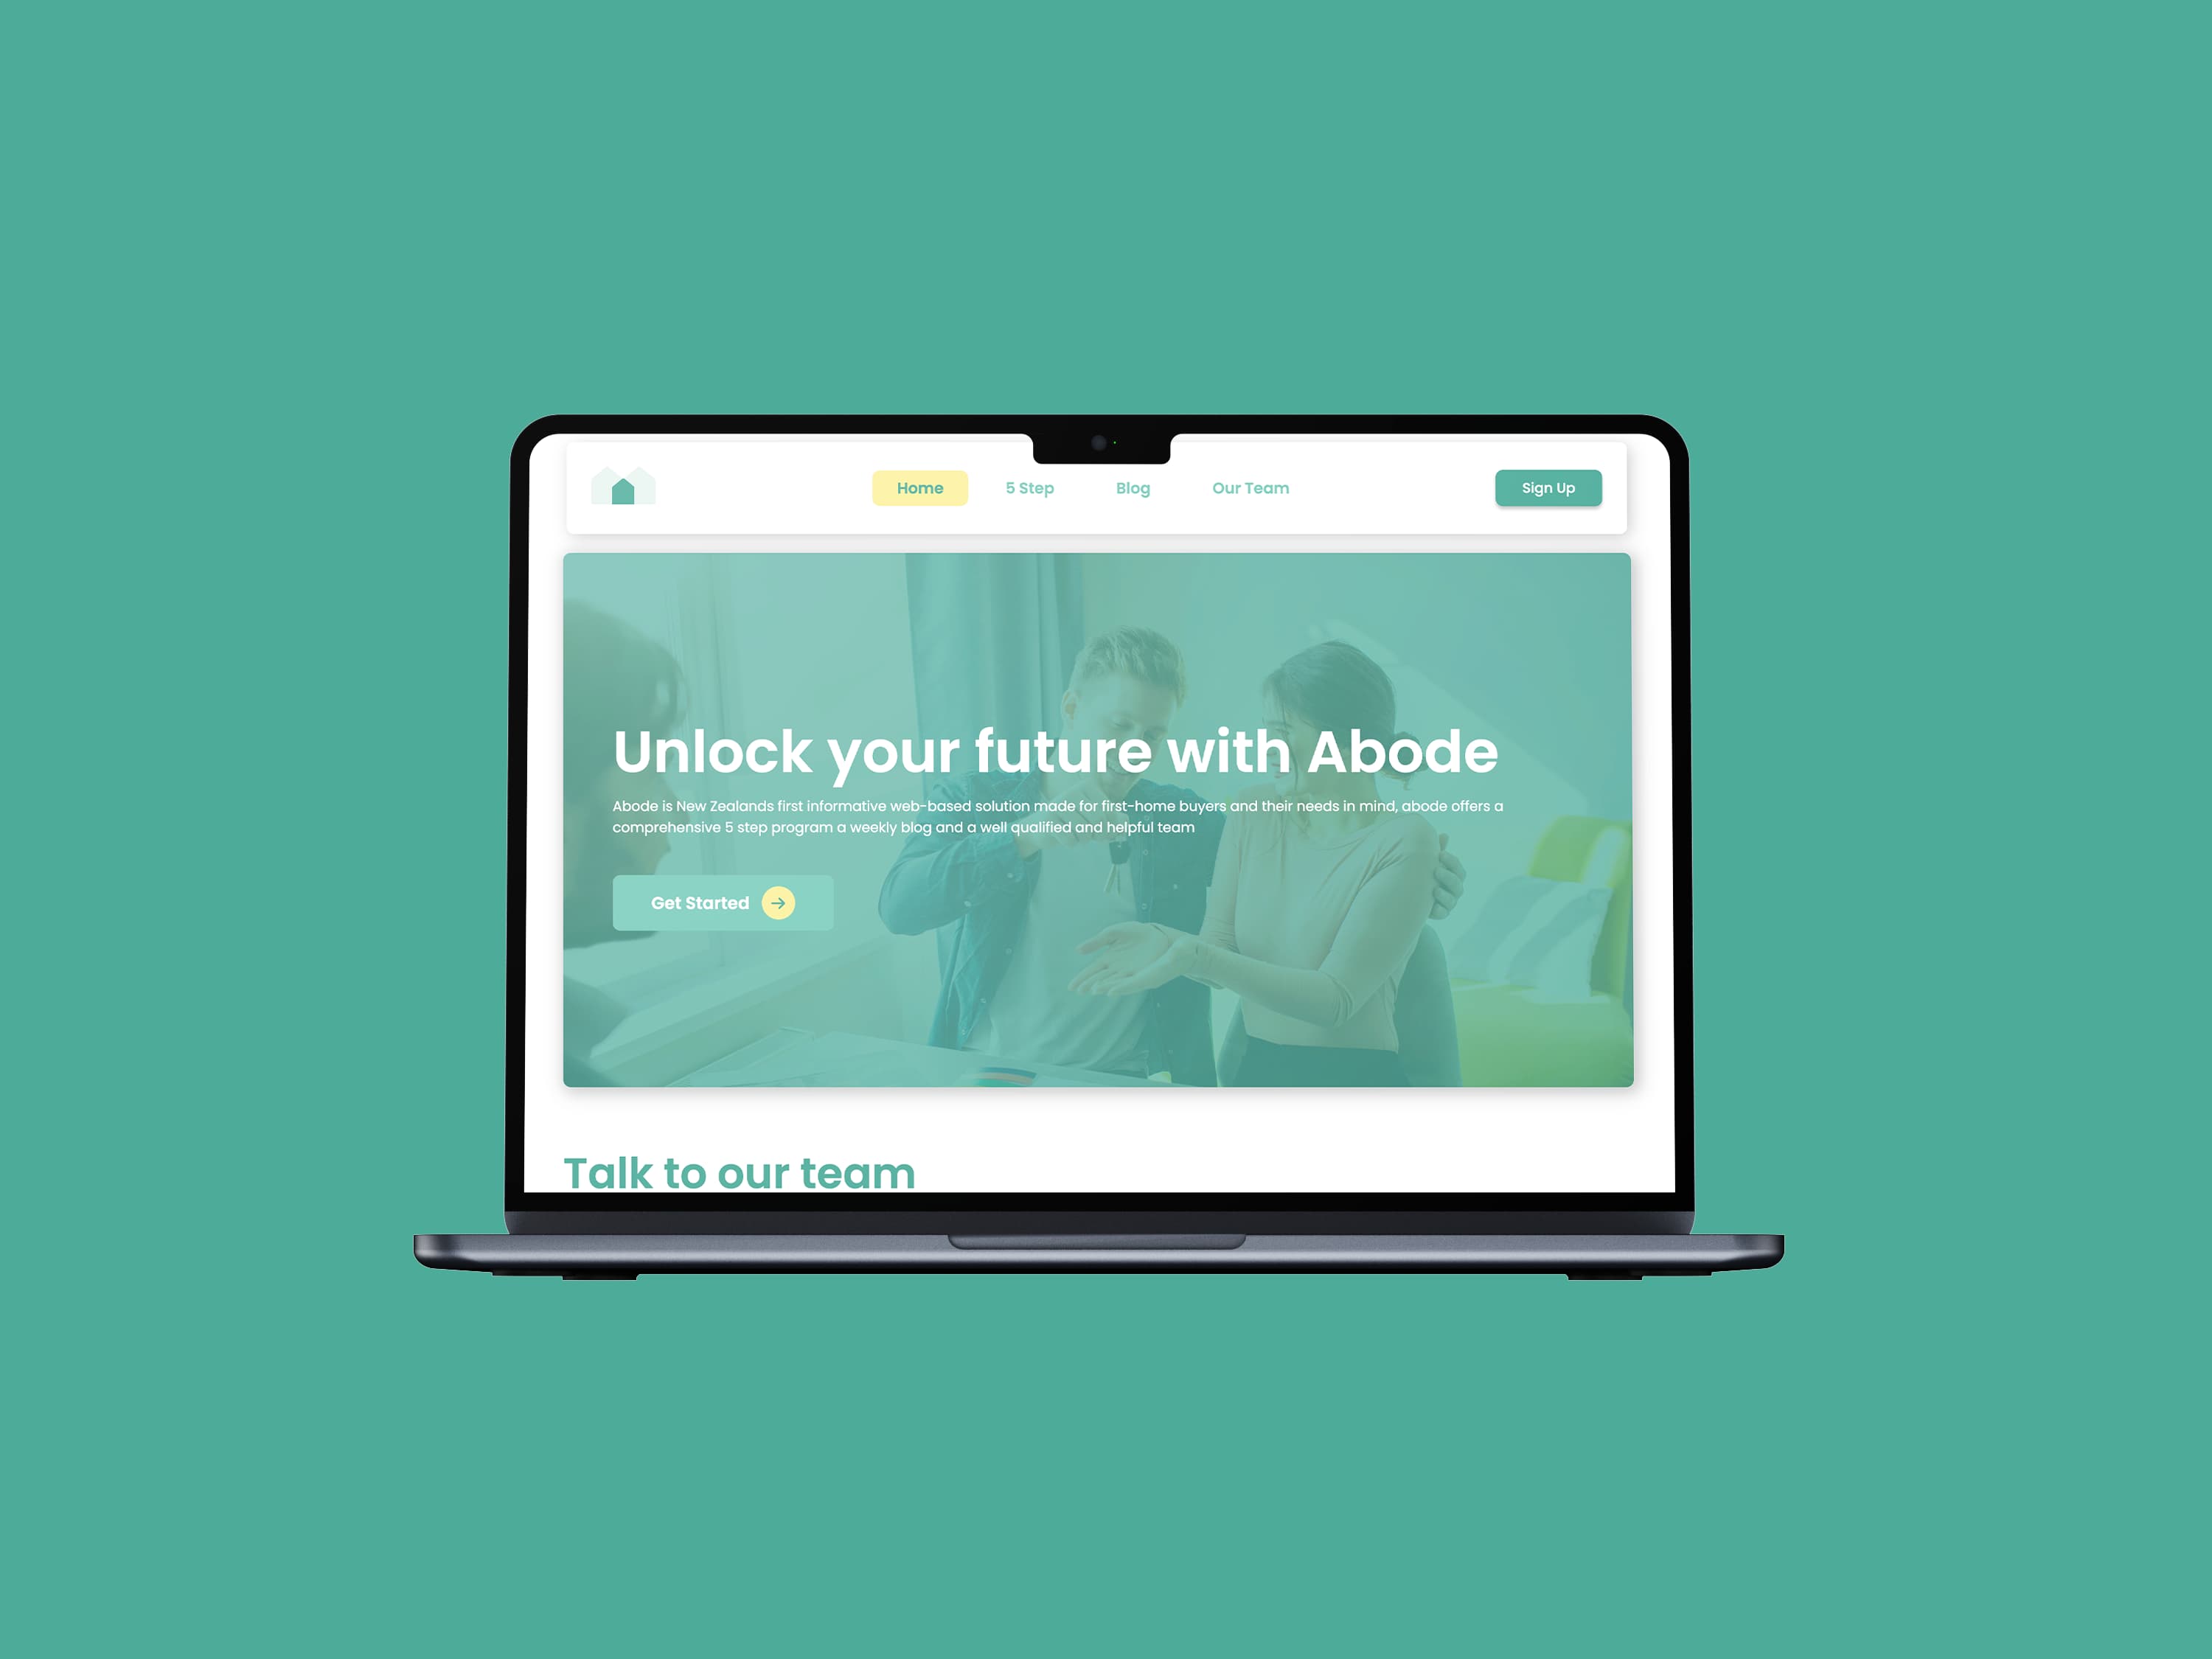 Home
5 Step
Blog
Our Team
Sign Up
Unlock your future with Abode
Abode is New Zealands first informative web-based solution made for first-home buyers and their needs in mind, abode offers a
comprehensive 5 step program a weekly blog and a well qualified and helpful team
Get Started
Talk to our team